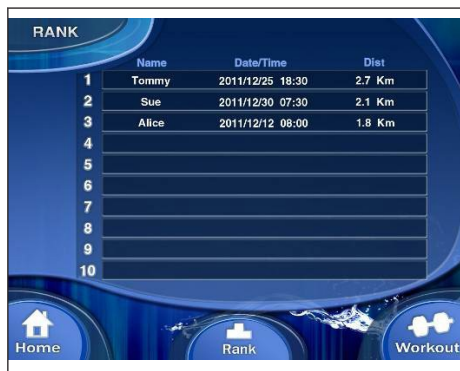 RANK
Name Date/Time Dist
1 Tommy 2011/12/25 18:30 2.7 Km
2 Sue 2011/12/30 07:30 2.1 Km
3 Alice 2011/12/12 08:00 1.8 Km
4
5
6
7
8
9
10
Home Rank Workout